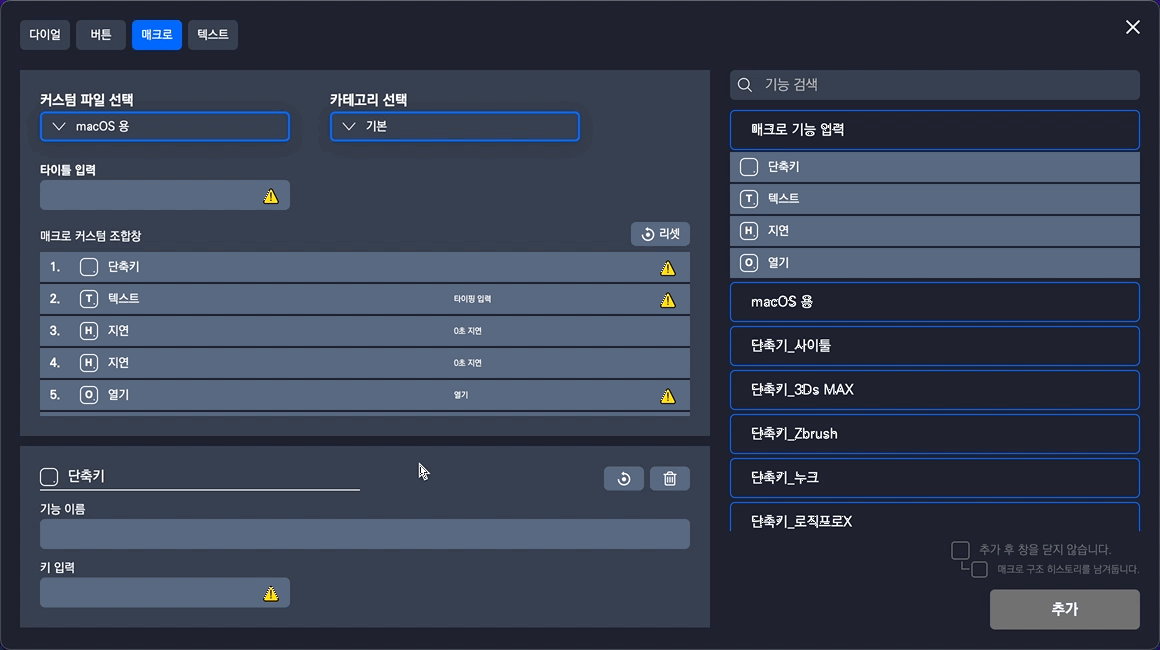 다이얼
버튼
매크로
텍스트
커스텀 파일 선택
카테고리 선택
macOS 용
기본
타이틀 입력
매크로 커스텀 조합창
리셋
1. 단축키
2. T. 텍스트 타이핑 입력
3. H. 지연 0초 지연
4. H. 지연 0초 지연
5. O. 열기 열기
단축키
기능 이름
키 입력
기능 검색
매크로 기능 업력
단축키
T. 텍스트
H. 지연
O. 열기
macOS 용
단축기_사이툴
단축키_3Ds MAX
단축키_Zbrush
단축키_누크
단축키_로직프로X
추가 후 창을 닫지 않습니다.
매크로 구조 히스토리를 남겨둡니다.
추가